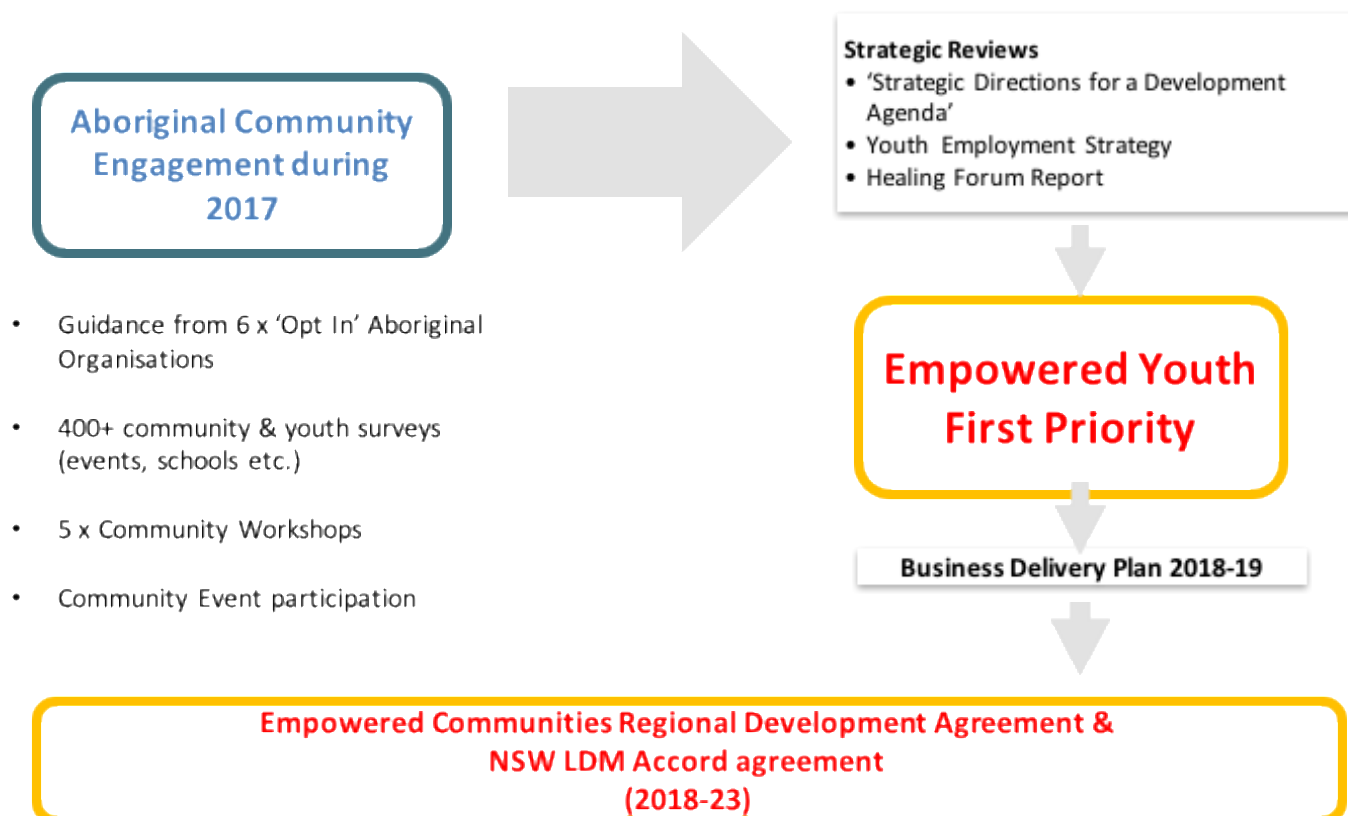 Aboriginal Community
Engagement during
2017
• Guidance from 6 x ‘Opt In’ Aboriginal
Organisations
• 400+ community & youth surveys
(events, schools etc.)
• 5 x Community Workshops
• Community Event participation
Strategic Reviews
• ‘Strategic Directions for a Development
Agenda’
• Youth Employment Strategy
• Healing Forum Report
Empowered Youth
First Priority
Business Delivery Plan 2018-19
Empowered Communities Regional Development Agreement &
NSW LDM Accord agreement
(2018-23)